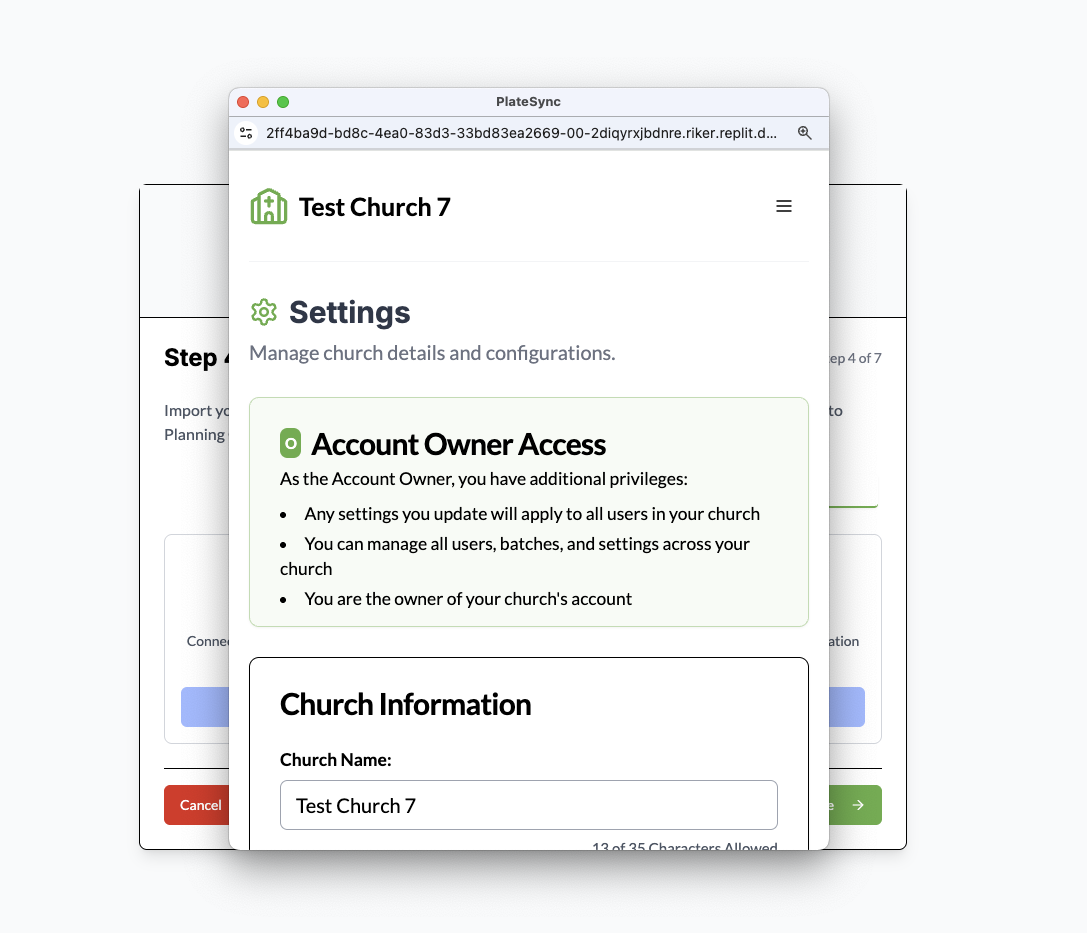 PlateSync
2ff4ba9d-bd8c-4ea0-83d3-33bd83ea2669-00-2diqyrxjbdnre.riker.replit.d...
Test Church 7
Settings
Manage church details and configurations.
O Account Owner Access
As the Account Owner, you have additional privileges:
• Any settings you update will apply to all users in your church
• You can manage all users, batches, and settings across your
church
• You are the owner of your church's account
Church Information
Church Name:
Test Church 7
13 of 35 Characters Allowed
Step 4
4 of 7
Import
to
Planning
Cancel